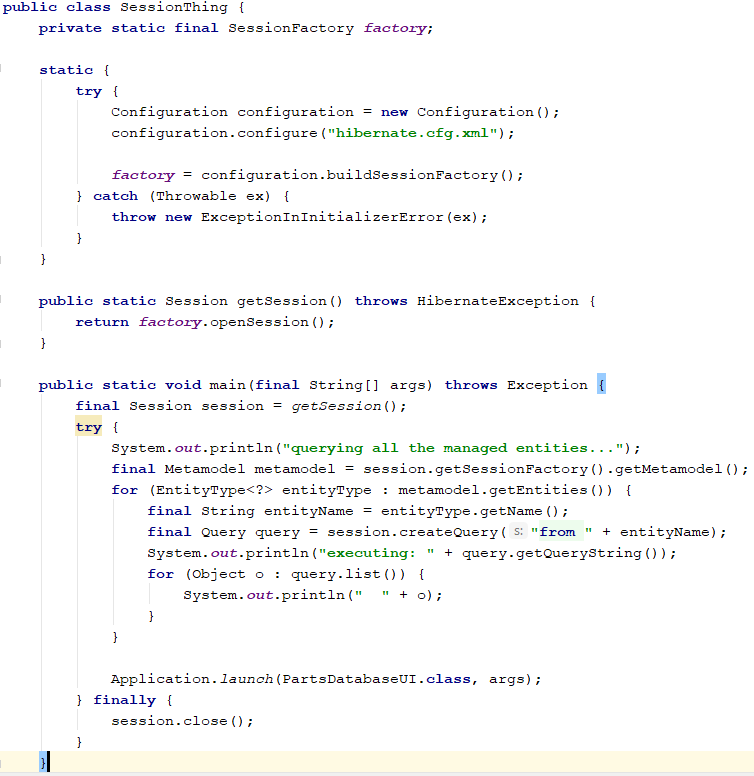 public class SessionThing {
    private static final SessionFactory factory;

    static {
        try {
            Configuration configuration = new Configuration();
            configuration.configure("hibernate.cfg.xml");

            factory = configuration.buildSessionFactory();
        } catch (Throwable ex) {
            throw new ExceptionInInitializerError(ex);
        }
    }

    public static Session getSession() throws HibernateException {
        return factory.openSession();
    }

    public static void main(final String[] args) throws Exception {
        final Session session = getSession();
        try {
            System.out.println("querying all the managed entities...");
            final Metamodel metamodel = session.getSessionFactory().getMetamodel();
            for (EntityType<?> entityType : metamodel.getEntities()) {
                final String entityName = entityType.getName();
                final Query query = session.createQuery( s: "from " + entityName);
                System.out.println("executing: " + query.getQueryString());
                for (Object o : query.list()) {
                    System.out.println("  " + o);
                }
            }

            Application.launch(PartsDatabaseUI.class, args);
        } finally {
            session.close();
        }
    }